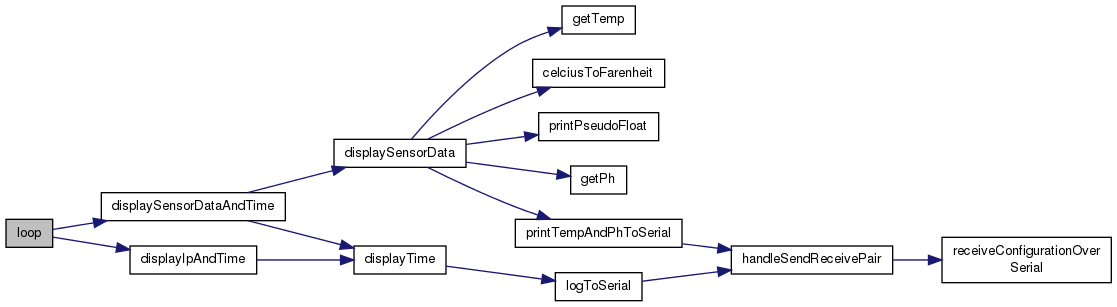 getTemp
celciusToFarenheit
printPseudoFloat
displaySensorData
getPh
displaySensorDataAndTime
loop
printTempAndPhToSerial
displayIpAndTime
displayTime
handleSendReceivePair
receiveConfigurationOver
Serial
logToSerial